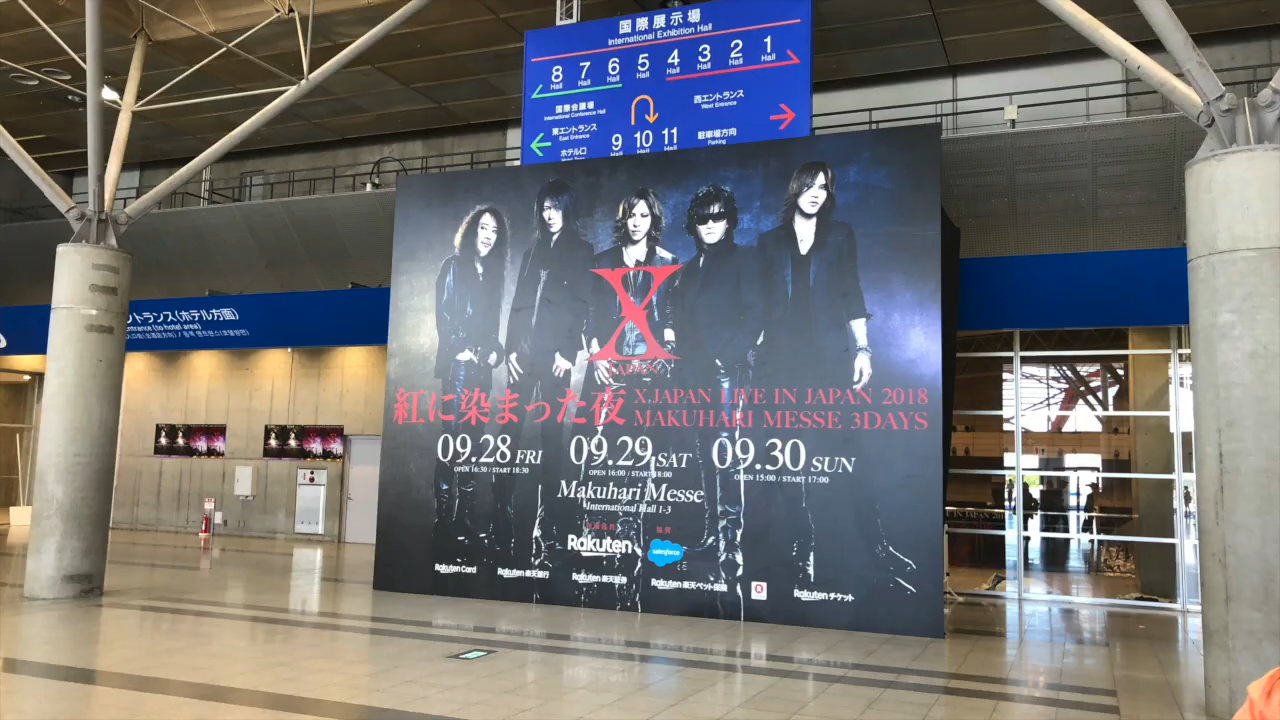 国際展示場
International Exhibition Hall
8 7 6 5 4 3 2 1
Hall Hall Hall Hall Hall Hall Hall Hall
国際会議場
International Conference Hall
西エントランス
West Entrance
東エントランス
East Entrance
ホテル口
9 10 11
Hall Hall Hall
駐車場方向
Parking
トランス(ホテル方面)
ntrance (to hotel area)
X
JAPAN
紅に染まった夜
X JAPAN LIVE IN JAPAN 2018
MAKUHARI MESSE 3DAYS
09.28 FRI
OPEN 16:30 / START 18:30
09.29 SAT
OPEN 16:00 / START 18:00
09.30 SUN
OPEN 15:00 / START 17:00
Makuhari Messe
International Hall 1-3
特別協賛
協賛
Rakuten
salesforce
Rakuten Card
Rakuten 楽天銀行
Rakuten 楽天証券
Rakuten 楽天ペット保険
Rakuten チケット